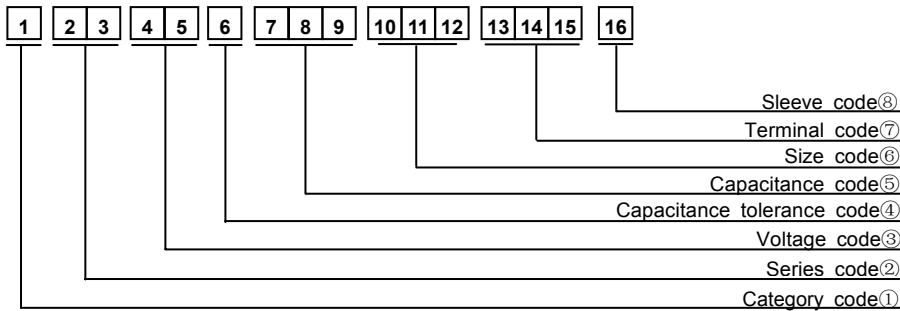 1 2 3 4 5 6 7 8 9 10 11 12 13 14 15 16
Sleeve code⑧
Terminal code⑦
Size code⑥
Capacitance code⑤
Capacitance tolerance code④
Voltage code③
Series code②
Category code①